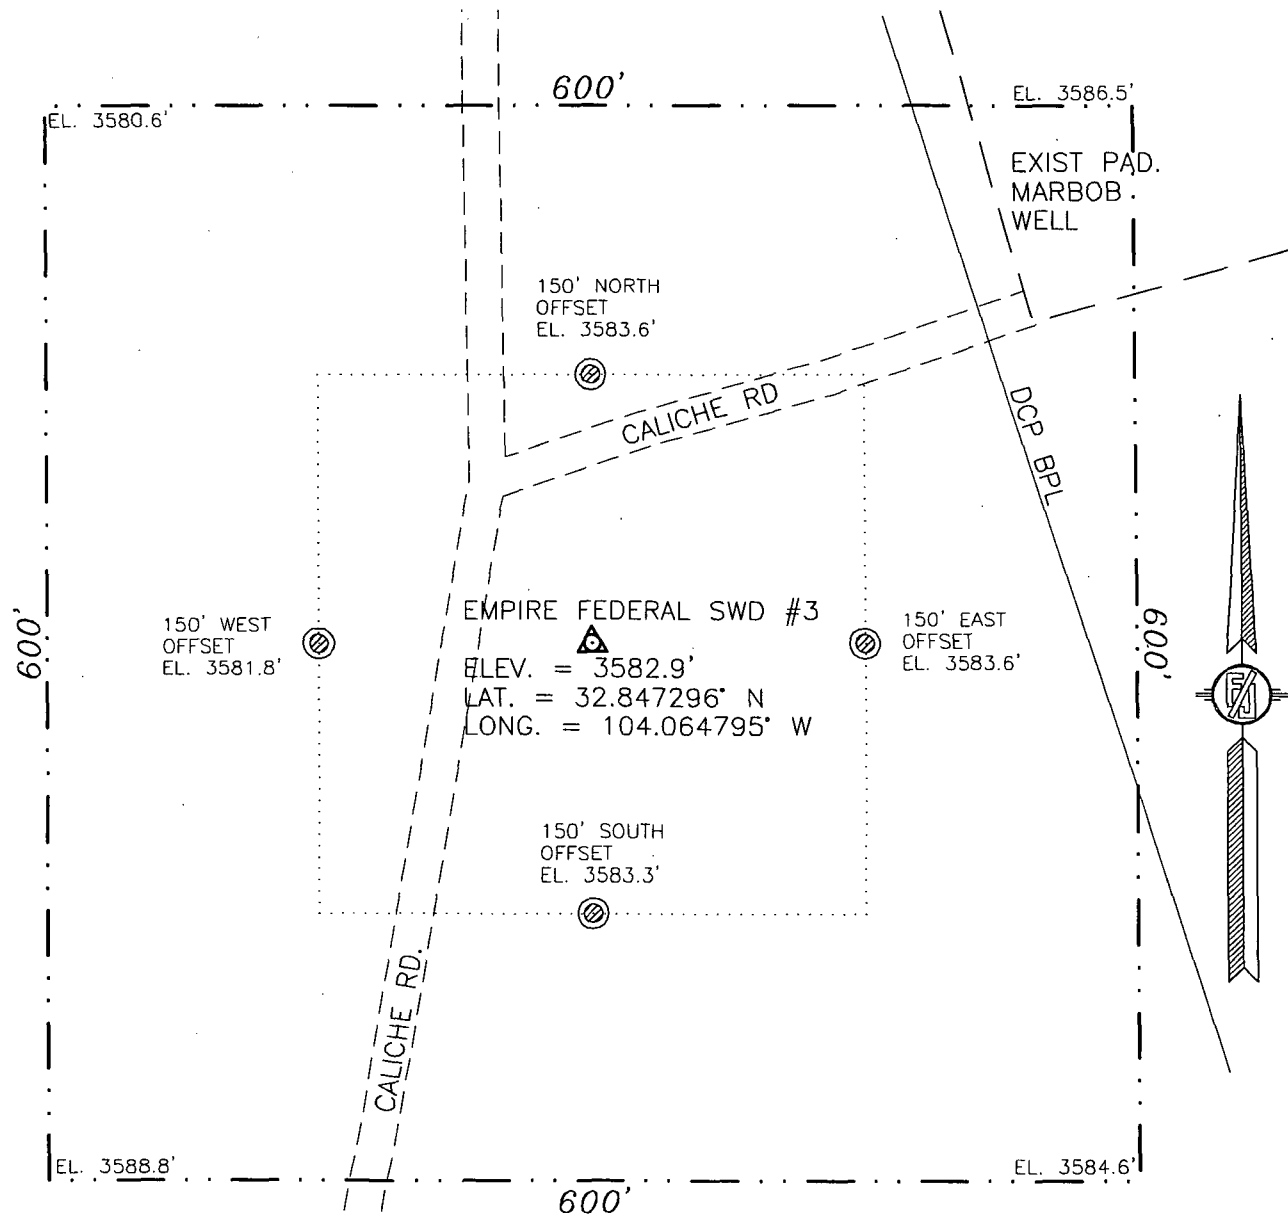 600'
EL. 3580.6'
EL. 3586.5'
EXIST PAD.
MARBOB
WELL
150' NORTH
OFFSET
EL. 3583.6'
CALICHE RD
DCP BPL
600'
150' WEST
OFFSET
EL. 3581.8'
EMPIRE FEDERAL SWD #3
ELEV. = 3582.9'
LAT. = 32.847296° N
LONG. = 104.064795° W
150' EAST
OFFSET
EL. 3583.6'
600'
150' SOUTH
OFFSET
EL. 3583.3'
CALICHE RD.
EL. 3588.8'
EL. 3584.6'
600'